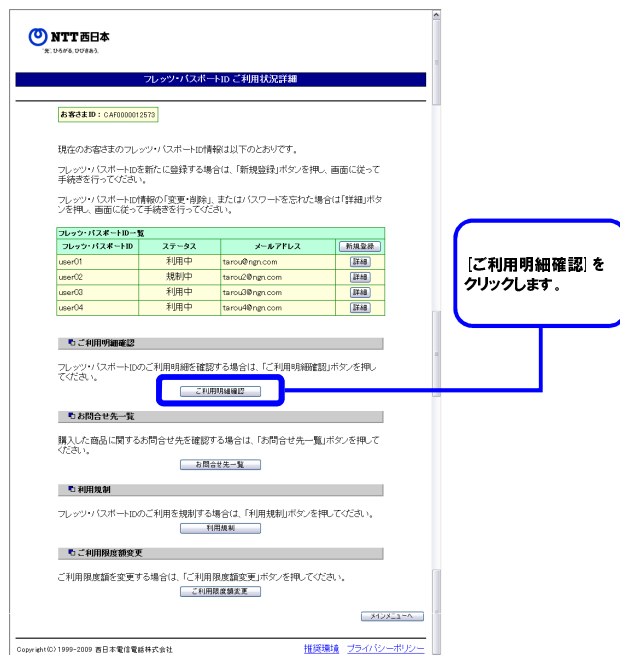 NTT西日本
光、ひろがる。ひびきあう。
フレッツ・パスポートID ご利用状況詳細
お客さまID：CAF0000012573
現在のお客さまのフレッツ・パスポートID情報は以下のとおりです。
フレッツ・パスポートIDを新たに登録する場合は、「新規登録」ボタンを押し、画面に従って
手続きを行ってください。
フレッツ・パスポートID情報の「変更・削除」、またはパスワードを忘れた場合は「詳細」ボタ
ンを押し、画面に従って手続きを行ってください。
フレッツ・パスポートID一覧
フレッツ・パスポートID ステータス メールアドレス 新規登録
user01 利用中 tarou@ngn.com 詳細
user02 規制中 tarou2@ngn.com 詳細
user03 利用中 tarou3@ngn.com 詳細
user04 利用中 tarou4@ngn.com 詳細
ご利用明細確認
フレッツ・パスポートIDのご利用明細を確認する場合は、「ご利用明細確認」ボタンを押し
てください。
ご利用明細確認
[ご利用明細確認] を
クリックします。
お問合せ先一覧
購入した商品に関するお問合せ先を確認する場合は、「お問合せ先一覧」ボタンを押して
ください。
お問合せ先一覧
利用規制
フレッツ・パスポートIDのご利用を規制する場合は、「利用規制」ボタンを押してください。
利用規制
ご利用限度額変更
ご利用限度額を変更する場合は、「ご利用限度額変更」ボタンを押してください。
ご利用限度額変更
メインメニューへ
Copyright(C) 1999-2009 西日本電信電話株式会社 推奨環境 プライバシーポリシー